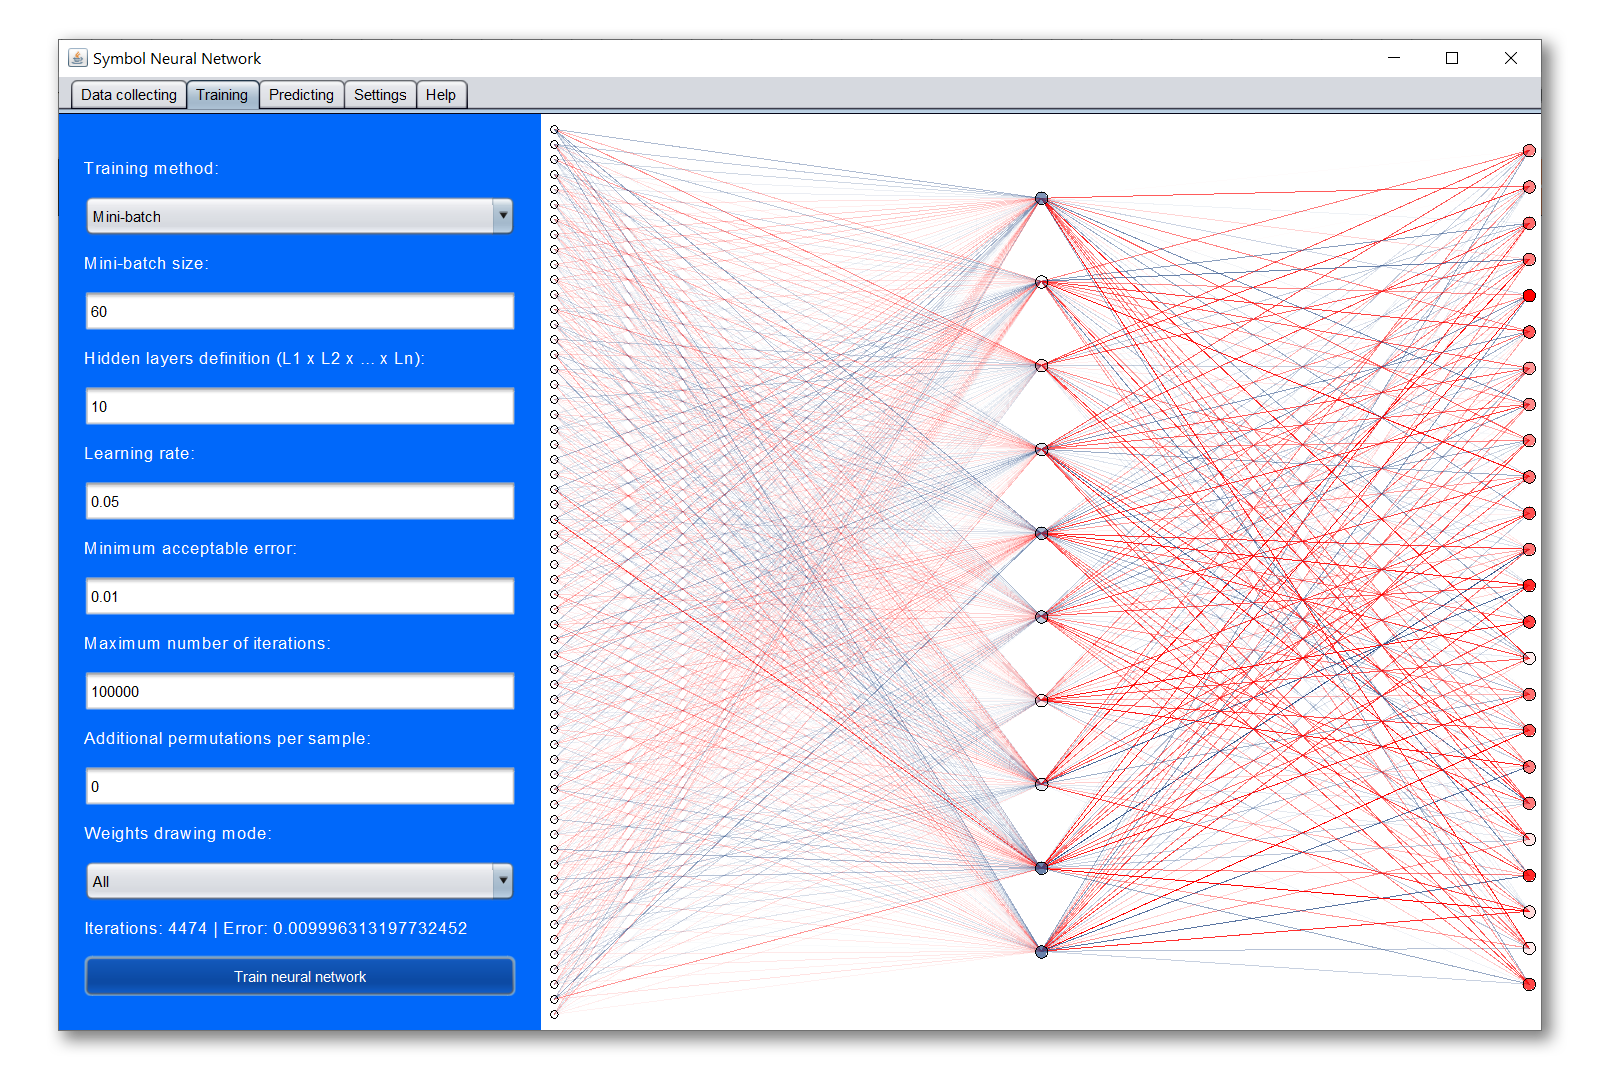 Symbol Neural Network
Data collecting Training Predicting Settings Help
Training method:
Mini-batch
Mini-batch size:
60
Hidden layers definition (L1 x L2 x ... x Ln):
10
Learning rate:
0.05
Minimum acceptable error:
0.01
Maximum number of iterations:
100000
Additional permutations per sample:
0
Weights drawing mode:
All
Iterations: 4474 | Error: 0.009996313197732452
Train neural network